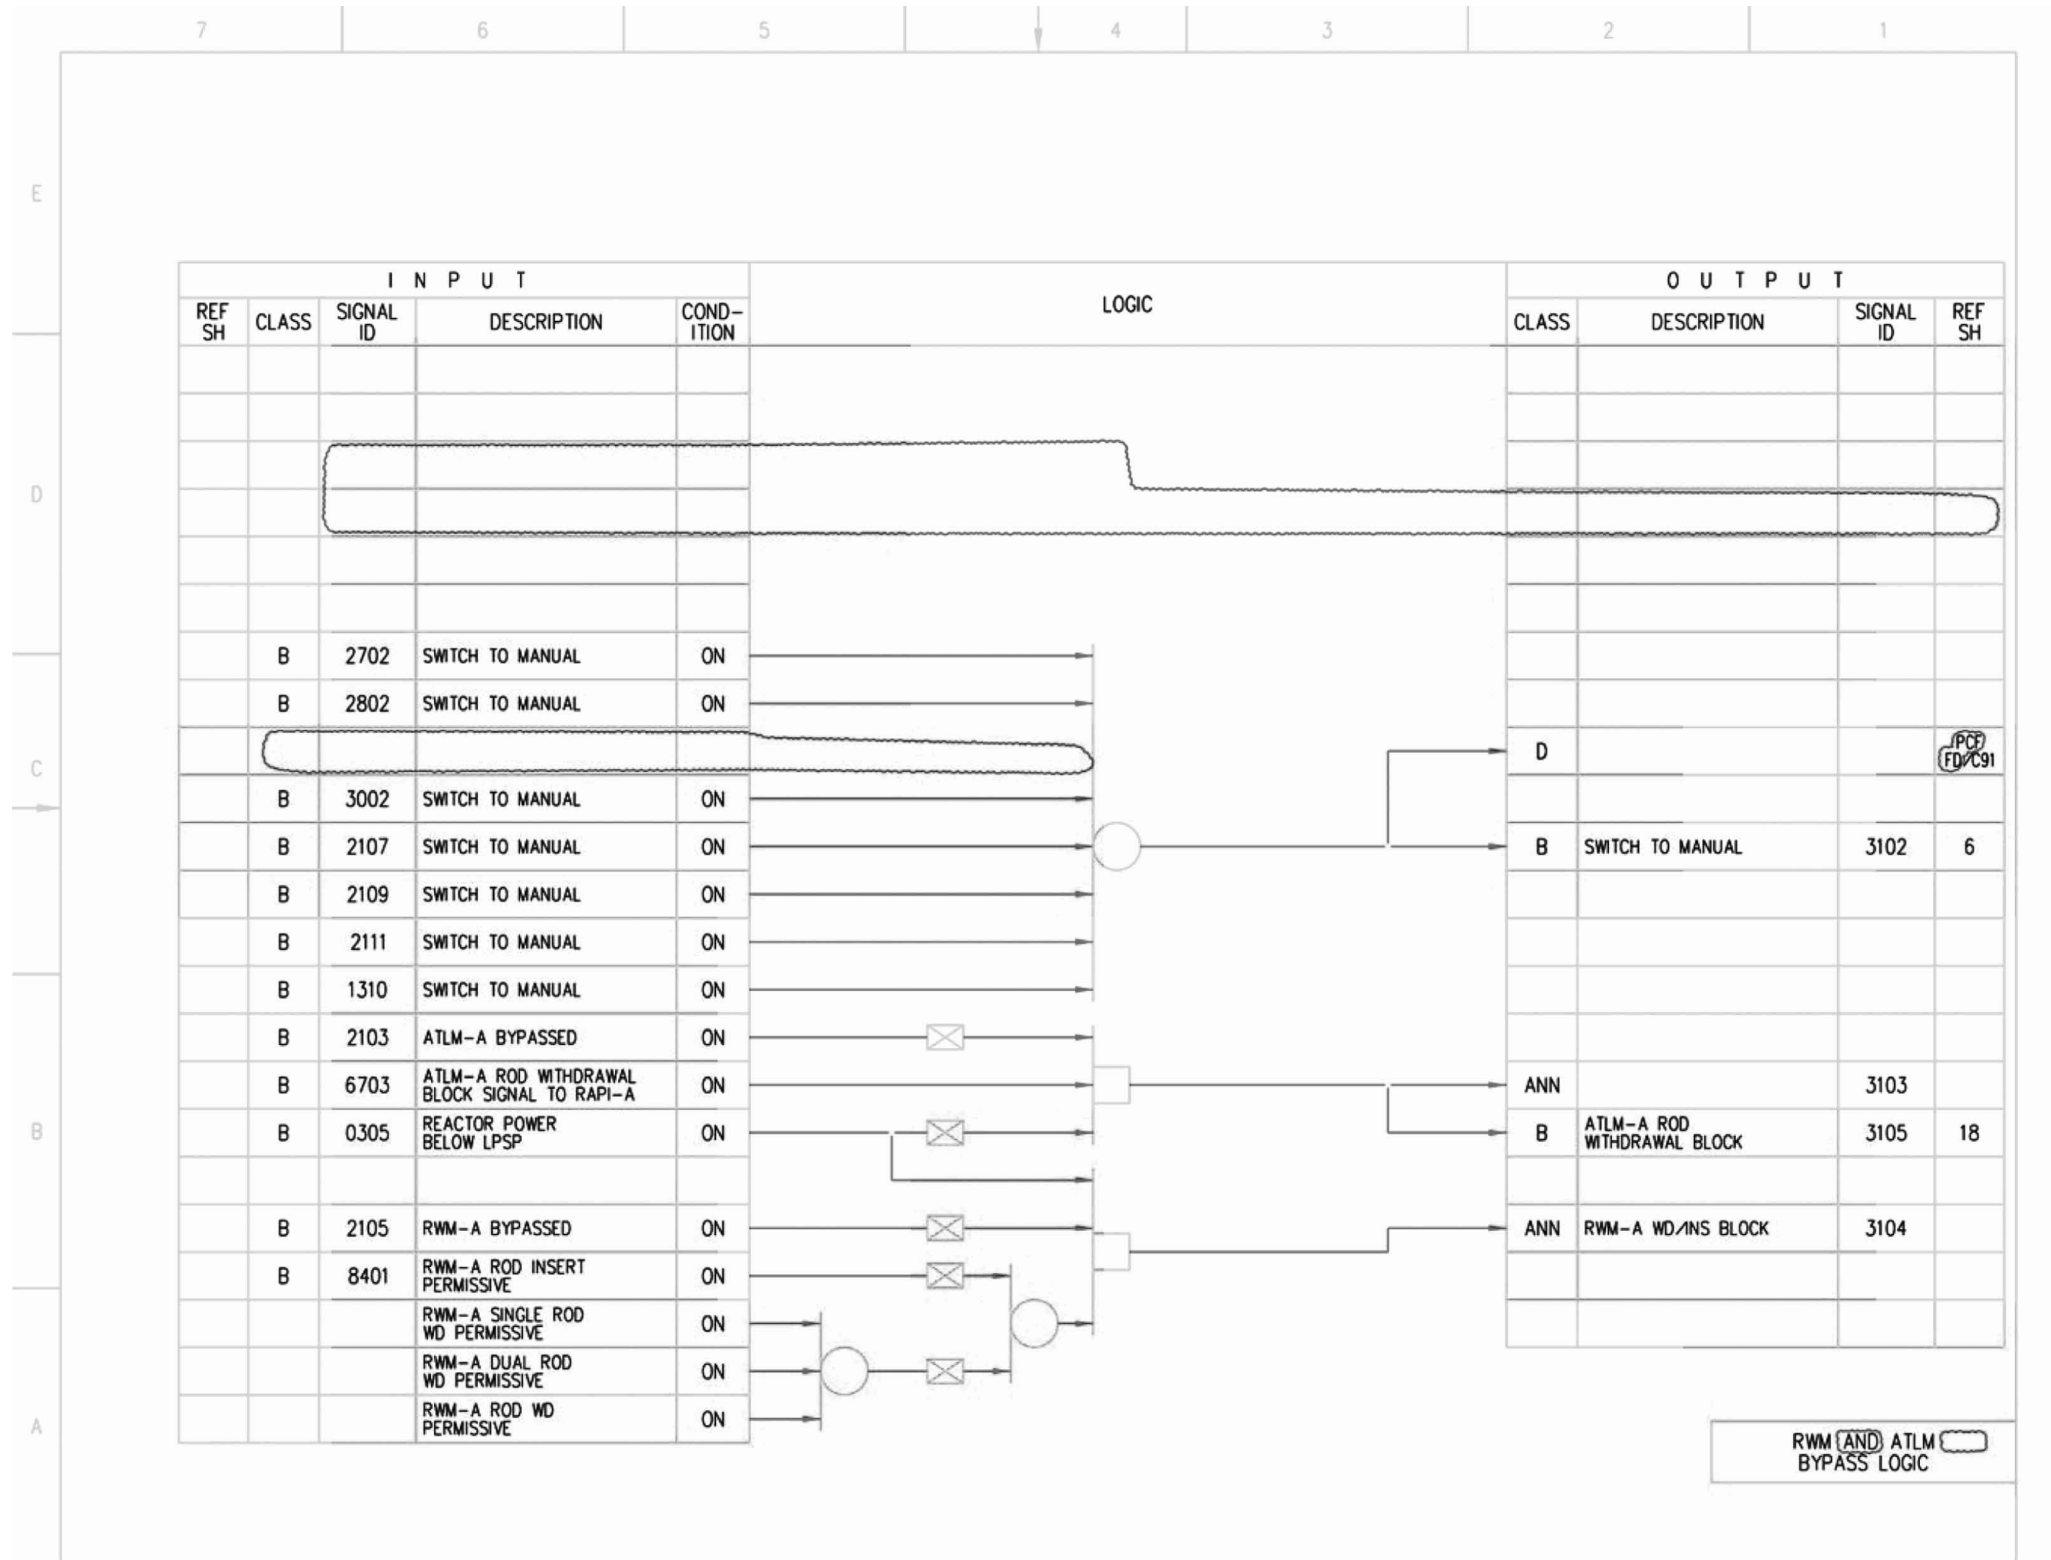 7 6 5 4 3 2 1
E
D
C
B
A
I N P U T
LOGIC
O U T P U T
REF SH
CLASS
SIGNAL ID
DESCRIPTION
COND-ITION
CLASS
DESCRIPTION
SIGNAL ID
REF SH
B 2702 SWITCH TO MANUAL ON
B 2802 SWITCH TO MANUAL ON
D PCF
FD/C91
B 3002 SWITCH TO MANUAL ON
B 2107 SWITCH TO MANUAL ON
B SWITCH TO MANUAL 3102 6
B 2109 SWITCH TO MANUAL ON
B 2111 SWITCH TO MANUAL ON
B 1310 SWITCH TO MANUAL ON
B 2103 ATLM-A BYPASSED ON
B 6703 ATLM-A ROD WITHDRAWAL
BLOCK SIGNAL TO RAPI-A ON
ANN 3103
B 0305 REACTOR POWER
BELOW LPSP ON
B ATLM-A ROD
WITHDRAWAL BLOCK 3105 18
B 2105 RWM-A BYPASSED ON
ANN RWM-A WD/INS BLOCK 3104
B 8401 RWM-A ROD INSERT
PERMISSIVE ON
RWM-A SINGLE ROD
WD PERMISSIVE ON
RWM-A DUAL ROD
WD PERMISSIVE ON
RWM-A ROD WD
PERMISSIVE ON
RWM AND ATLM
BYPASS LOGIC